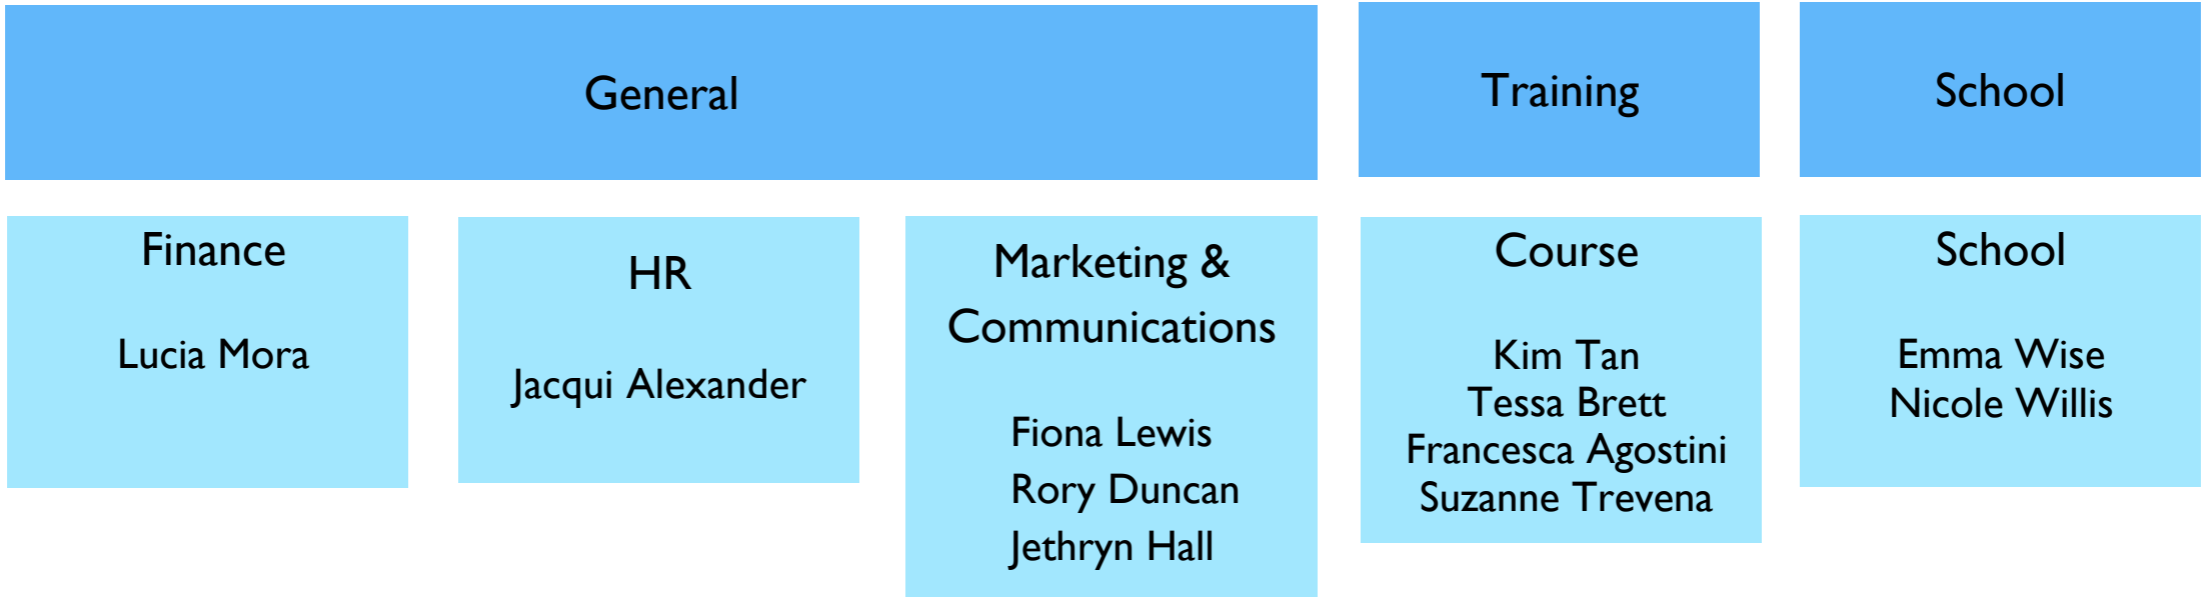 General
Training
School
Finance
Lucia Mora
HR
Jacqui Alexander
Marketing &
Communications
Fiona Lewis
Rory Duncan
Jethryn Hall
Course
Kim Tan
Tessa Brett
Francesca Agostini
Suzanne Trevena
School
Emma Wise
Nicole Willis